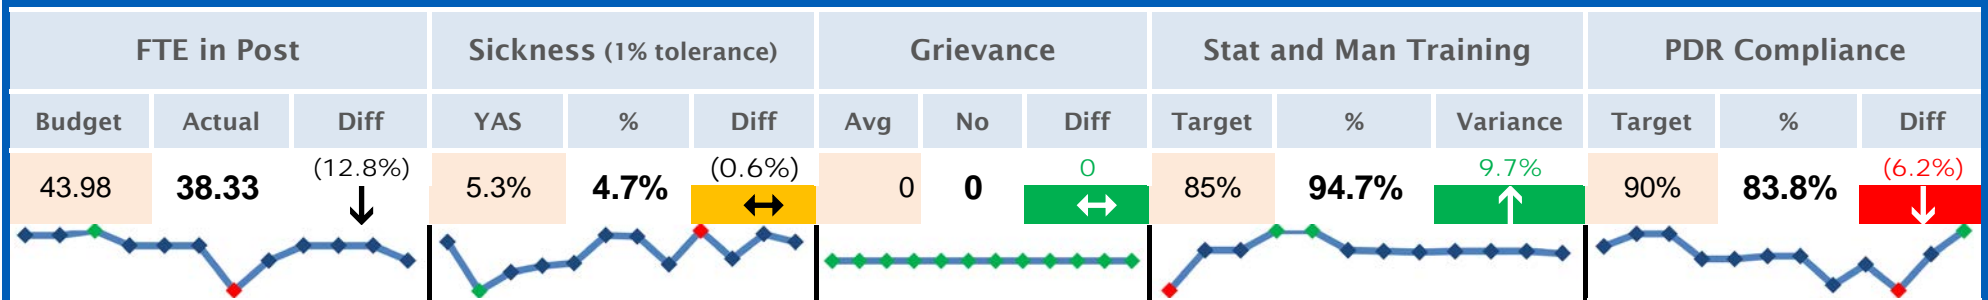 FTE in Post Sickness (1% tolerance) Grievance Stat and Man Training PDR Compliance
Budget Actual Diff YAS % Diff Avg No Diff Target % Variance Target % Diff
43.98 38.33 (12.8%) 5.3% 4.7% (0.6%) 0 0 0 85% 94.7% 9.7% 90% 83.8% (6.2%)